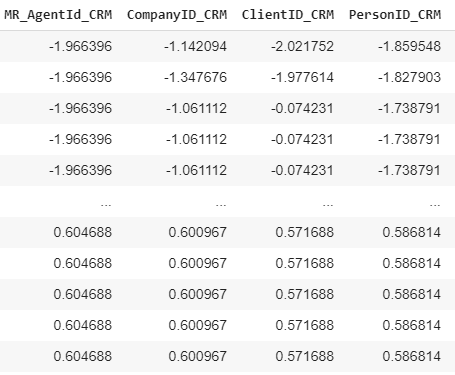 MR_AgentId_CRM CompanyID_CRM ClientID_CRM PersonID_CRM
-1.966396 -1.142094 -2.021752 -1.859548
-1.966396 -1.347676 -1.977614 -1.827903
-1.966396 -1.061112 -0.074231 -1.738791
-1.966396 -1.061112 -0.074231 -1.738791
-1.966396 -1.061112 -0.074231 -1.738791
... ... ... ...
0.604688 0.600967 0.571688 0.586814
0.604688 0.600967 0.571688 0.586814
0.604688 0.600967 0.571688 0.586814
0.604688 0.600967 0.571688 0.586814
0.604688 0.600967 0.571688 0.586814